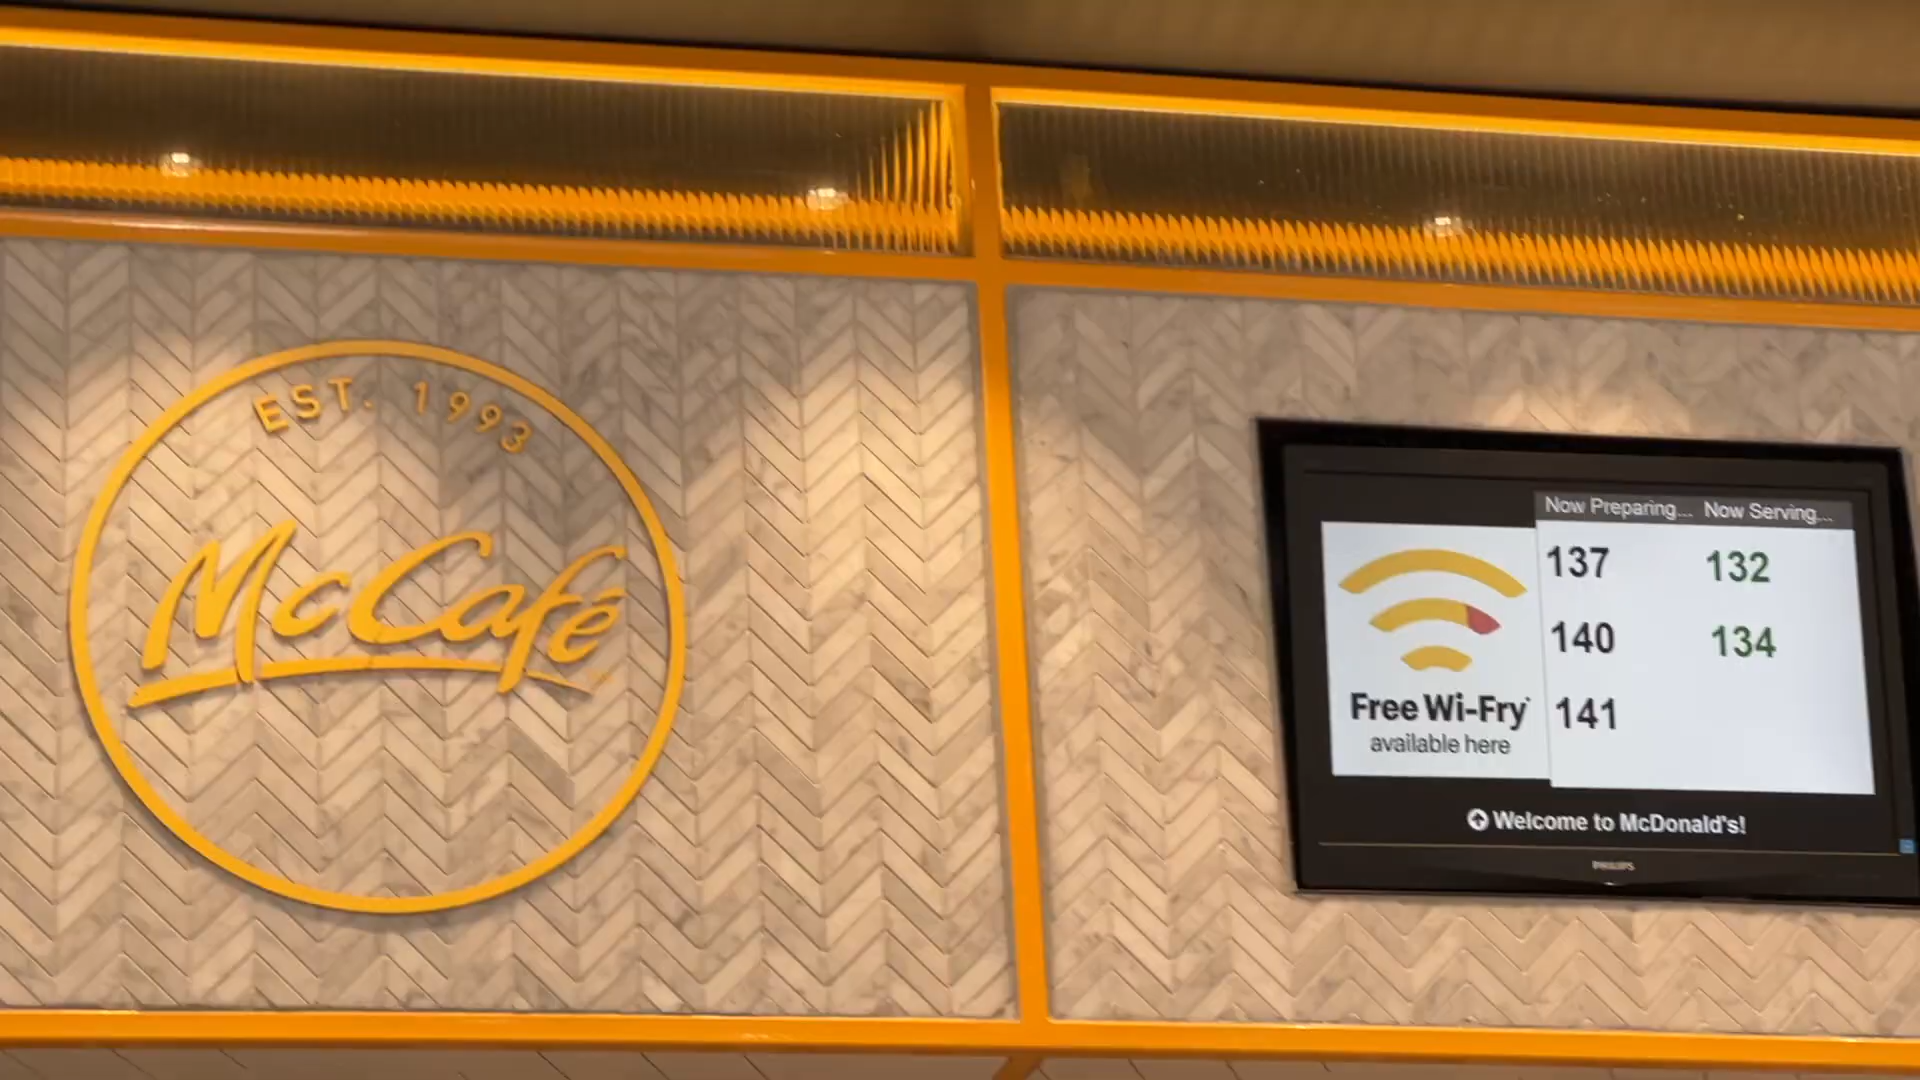 EST. 1993
McCafé
Now Preparing... Now Serving...
137 132
140 134
141
Free Wi-Fry
available here
Welcome to McDonald's!
PHILIPS